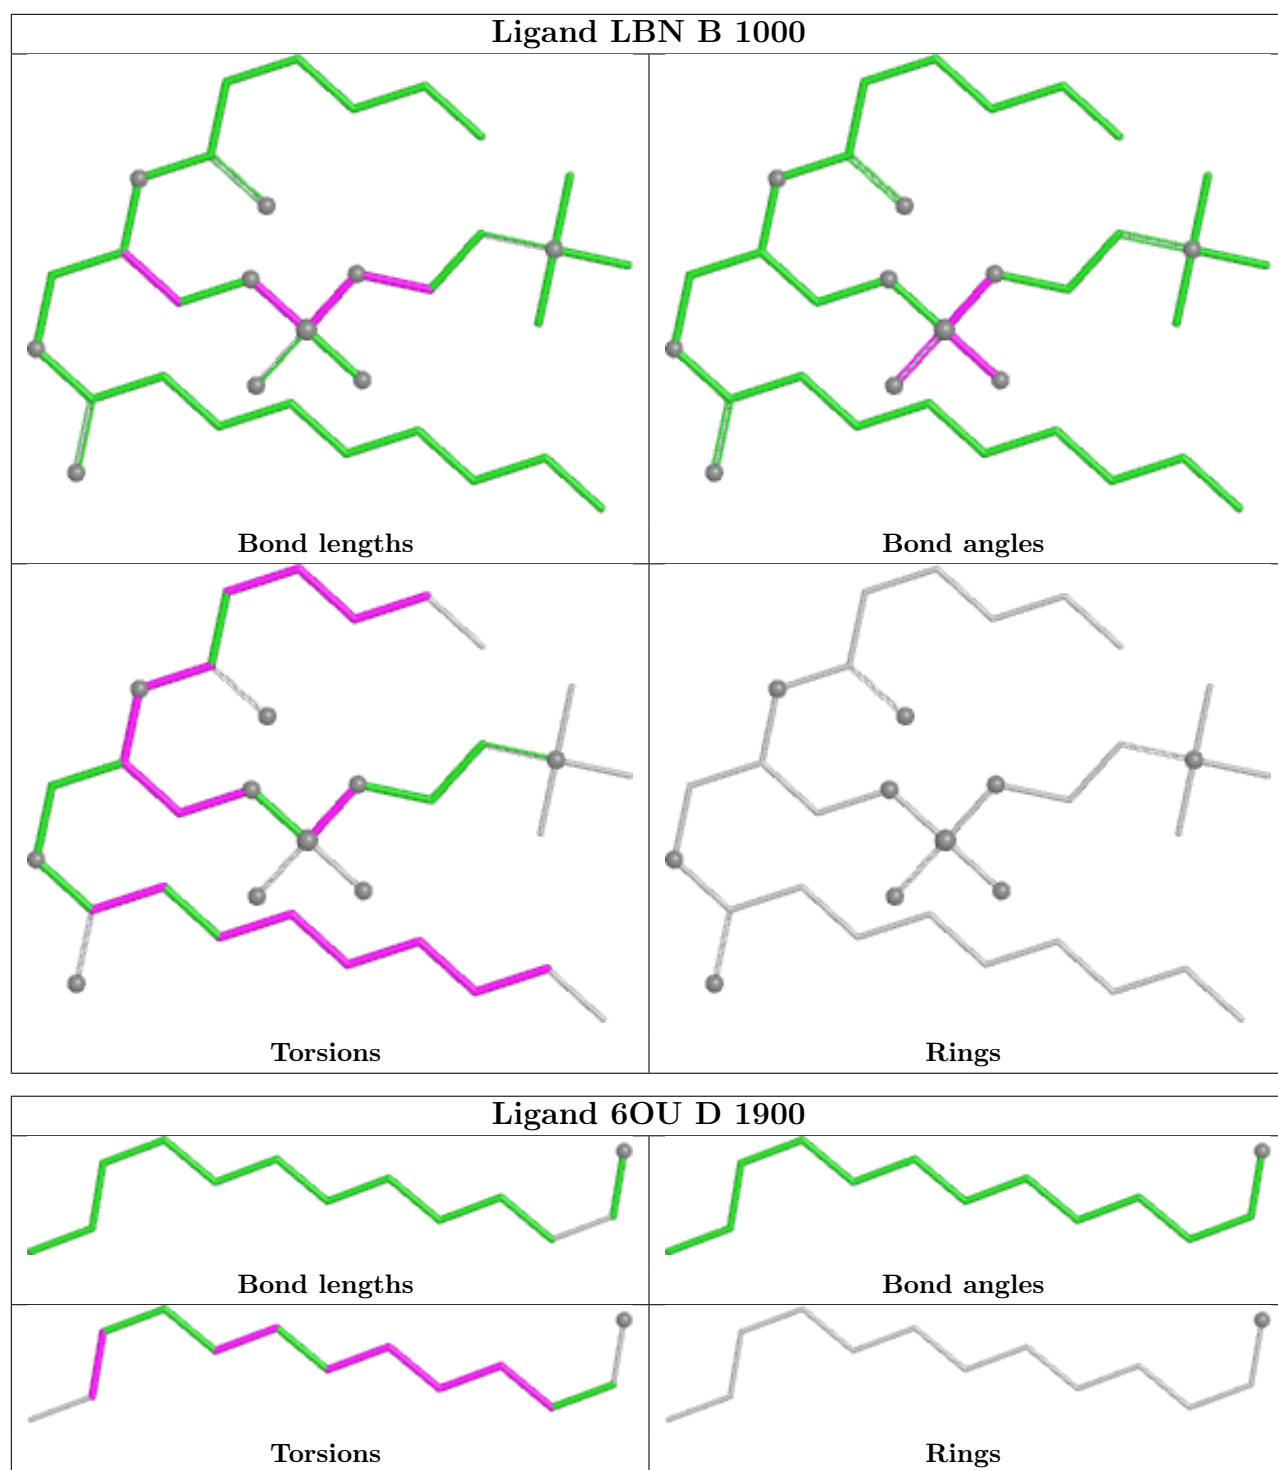 Ligand LBN B 1000
Bond lengths
Bond angles
Torsions
Rings
Ligand 6OU D 1900
Bond lengths
Bond angles
Torsions
Rings